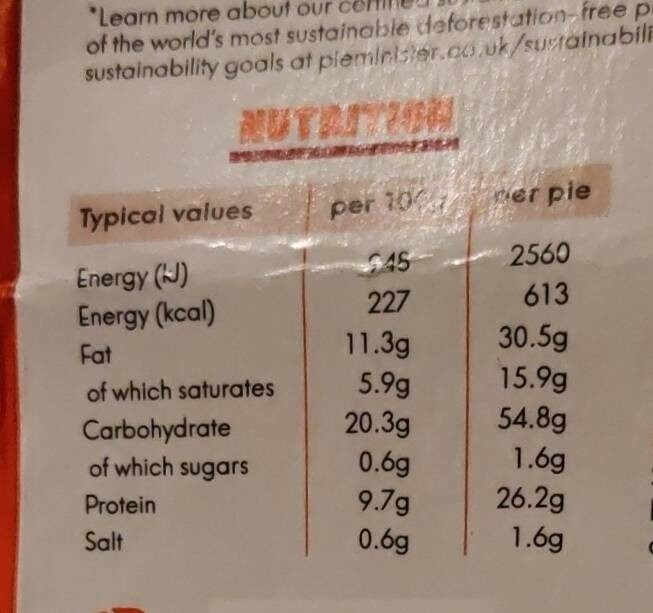 *Learn more about our
of the world's most sustainable deforestation-free
sustainability goals at pieminister.co.uk/sustainabili
NUTRITION
Typical values per 100g per pie
Energy (kJ) 948 2560
Energy (kcal) 227 613
Fat 11.3g 30.5g
of which saturates 5.9g 15.9g
Carbohydrate 20.3g 54.8g
of which sugars 0.6g 1.6g
Protein 9.7g 26.2g
Salt 0.6g 1.6g